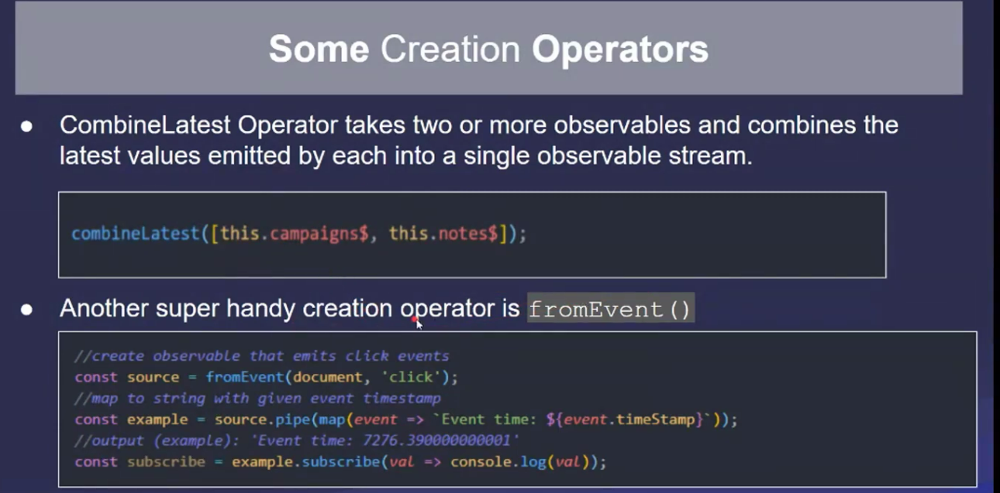 Some Creation Operators
● CombineLatest Operator takes two or more observables and combines the
latest values emitted by each into a single observable stream.
combineLatest([this.campaigns$, this.notes$]);
● Another super handy creation operator is fromEvent()
//create observable that emits click events
const source = fromEvent(document, 'click');
//map to string with given event timestamp
const example = source.pipe(map(event => `Event time: ${event.timeStamp}`));
//output (example): 'Event time: 7276.390000000001'
const subscribe = example.subscribe(val => console.log(val));